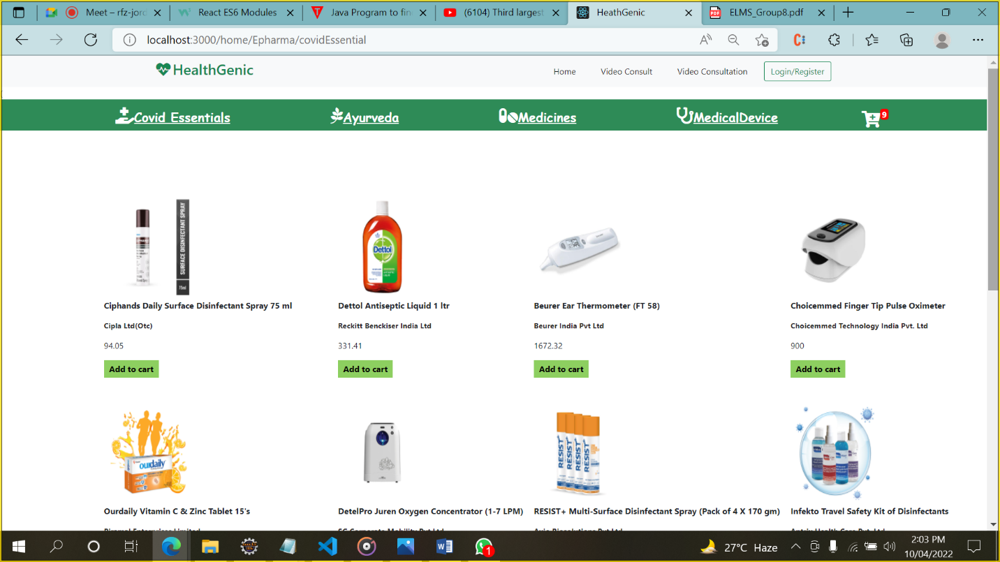 Meet – rfz-jord
React ES6 Modules
Java Program to fin
(6104) Third largest
HeathGenic
ELMS_Group8.pdf
localhost:3000/home/Epharma/covidEssential
HealthGenic
Home
Video Consult
Video Consultation
Login/Register
Covid Essentials
Ayurveda
Medicines
MedicalDevice
9
SURFACE DISINFECTANT SPRAY
75ml
Dettol
Ciphands Daily Surface Disinfectant Spray 75 ml
Cipla Ltd(Otc)
94.05
Add to cart
Dettol Antiseptic Liquid 1 ltr
Reckitt Benckiser India Ltd
331.41
Add to cart
Beurer Ear Thermometer (FT 58)
Beurer India Pvt Ltd
1672.32
Add to cart
Choicemmed Finger Tip Pulse Oximeter
Choicemmed Technology India Pvt. Ltd
900
Add to cart
ourdaily
RESIST+
RESIST+
RESIST+
RESIST+
Ourdaily Vitamin C & Zinc Tablet 15's
DetelPro Juren Oxygen Concentrator (1-7 LPM)
RESIST+ Multi-Surface Disinfectant Spray (Pack of 4 X 170 gm)
Infekto Travel Safety Kit of Disinfectants
27°C Haze
2:03 PM
10/04/2022
1